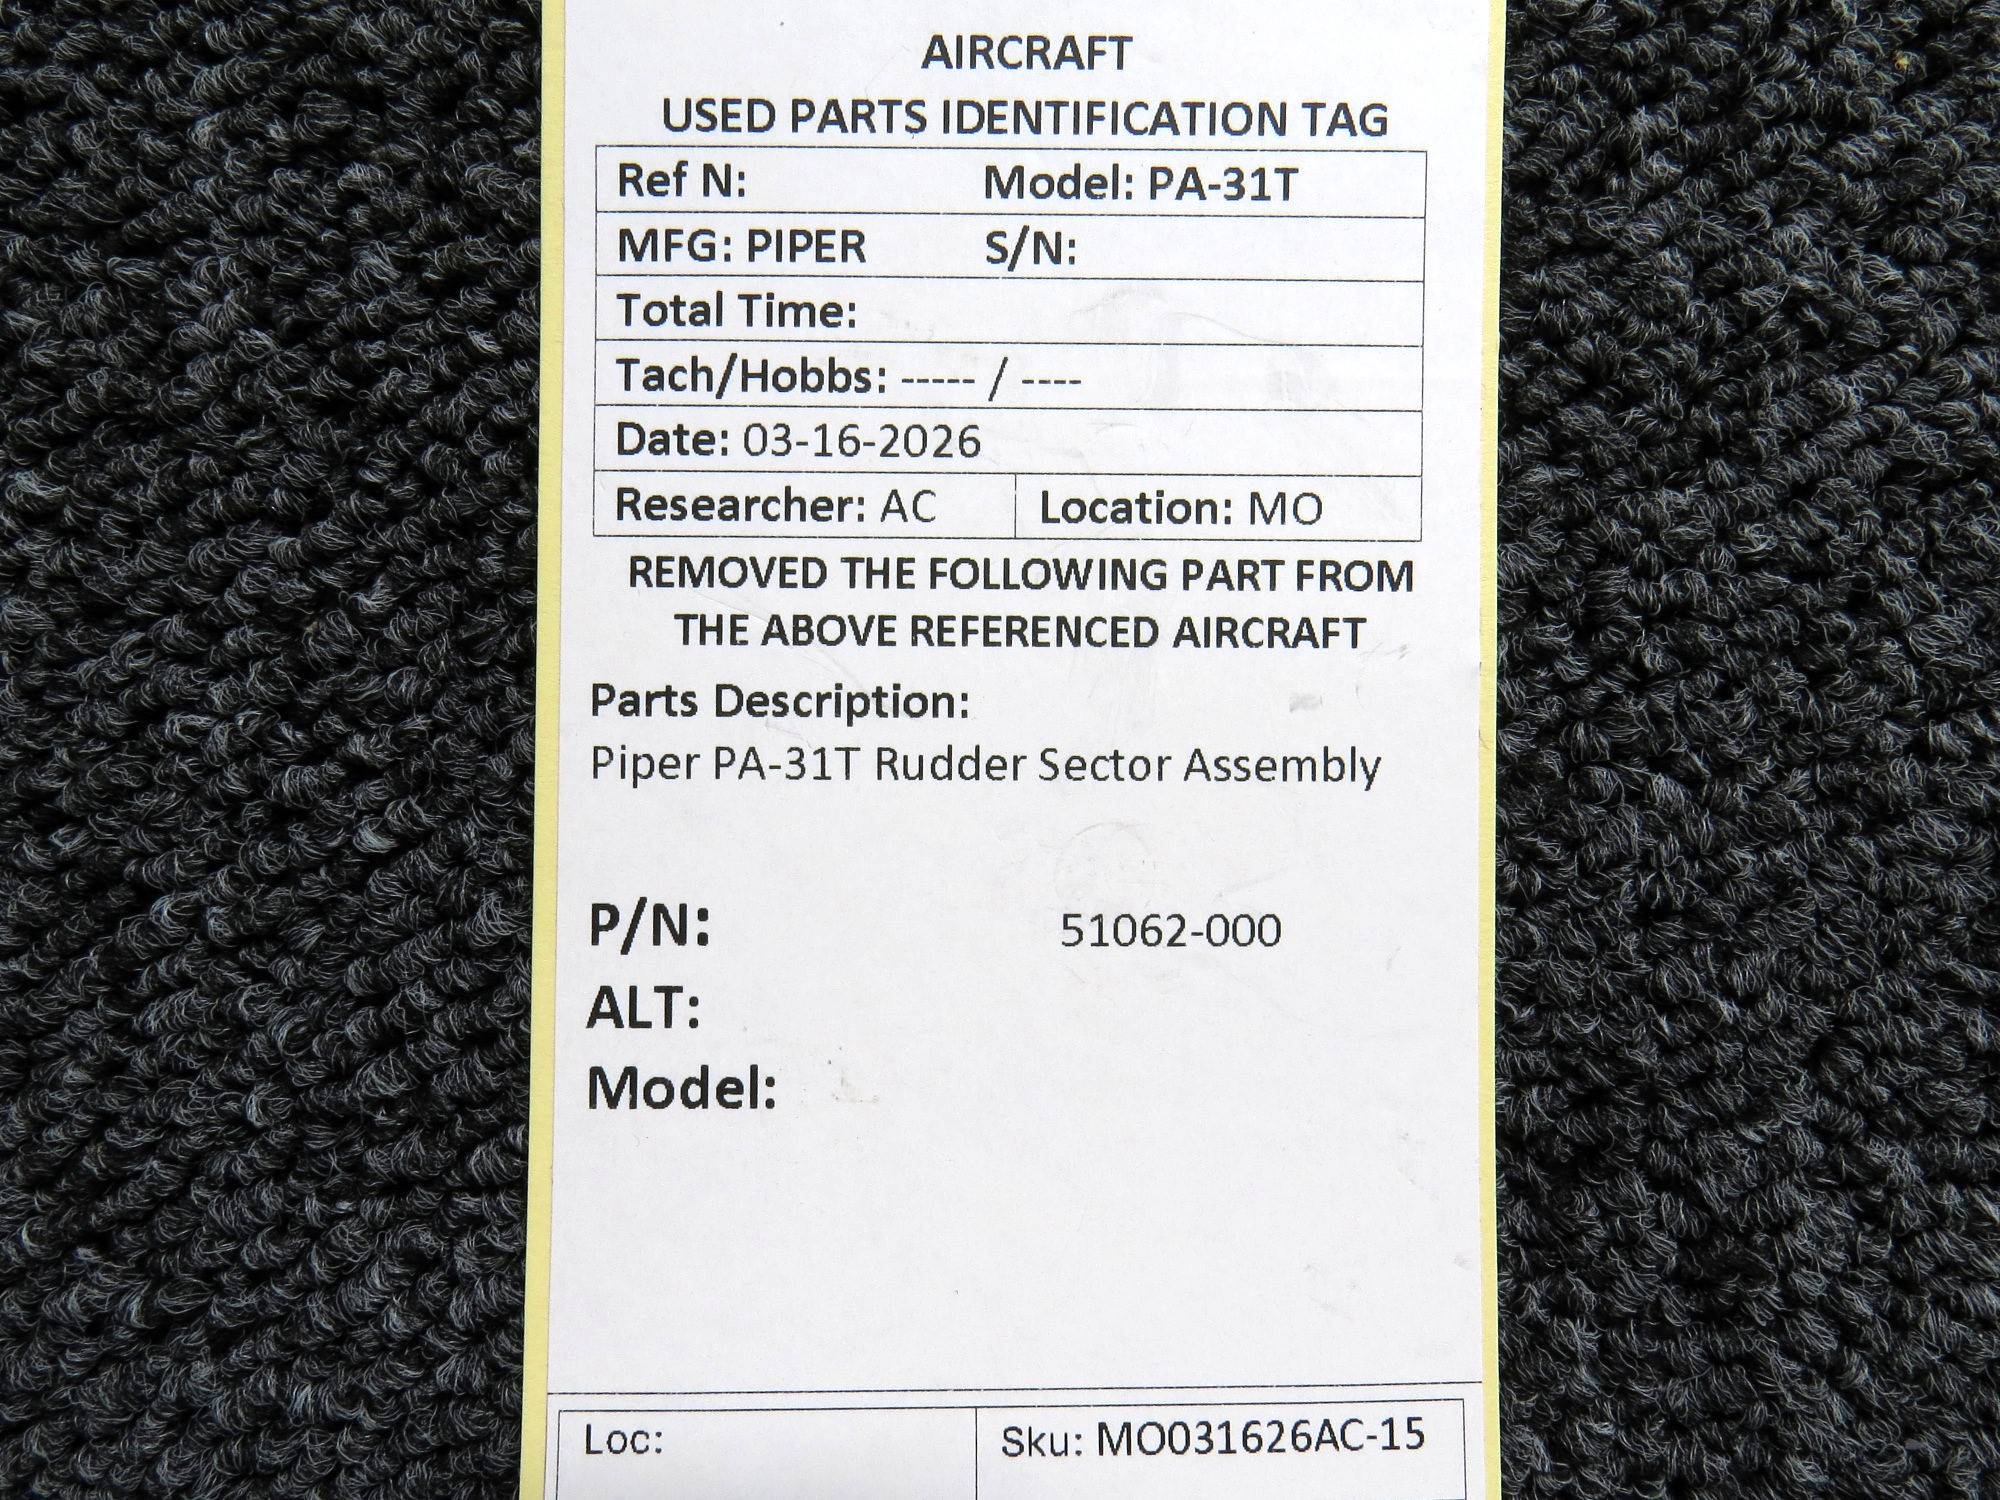 AIRCRAFT
USED PARTS IDENTIFICATION TAG
Ref N: Model: PA-31T
MFG: PIPER S/N:
Total Time:
Tach/Hobbs: ----- / ----
Date: 03-16-2026
Researcher: AC Location: MO
REMOVED THE FOLLOWING PART FROM
THE ABOVE REFERENCED AIRCRAFT
Parts Description:
Piper PA-31T Rudder Sector Assembly
P/N: 51062-000
ALT:
Model:
Loc: Sku: MO031626AC-15